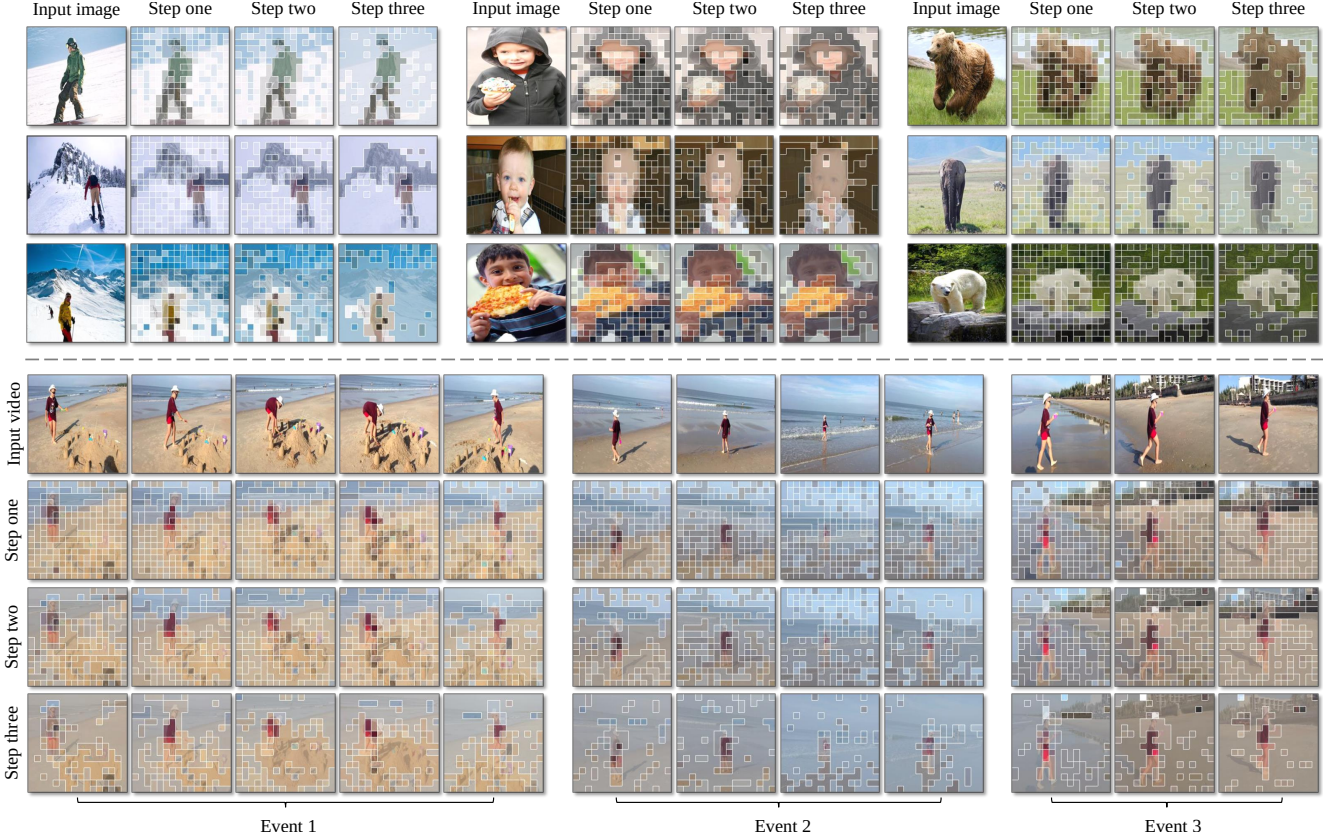 Input image Step one Step two Step three Input image Step one Step two Step three Input image Step one Step two Step three
Input video
Step one
Step two
Step three
Event 1 Event 2 Event 3